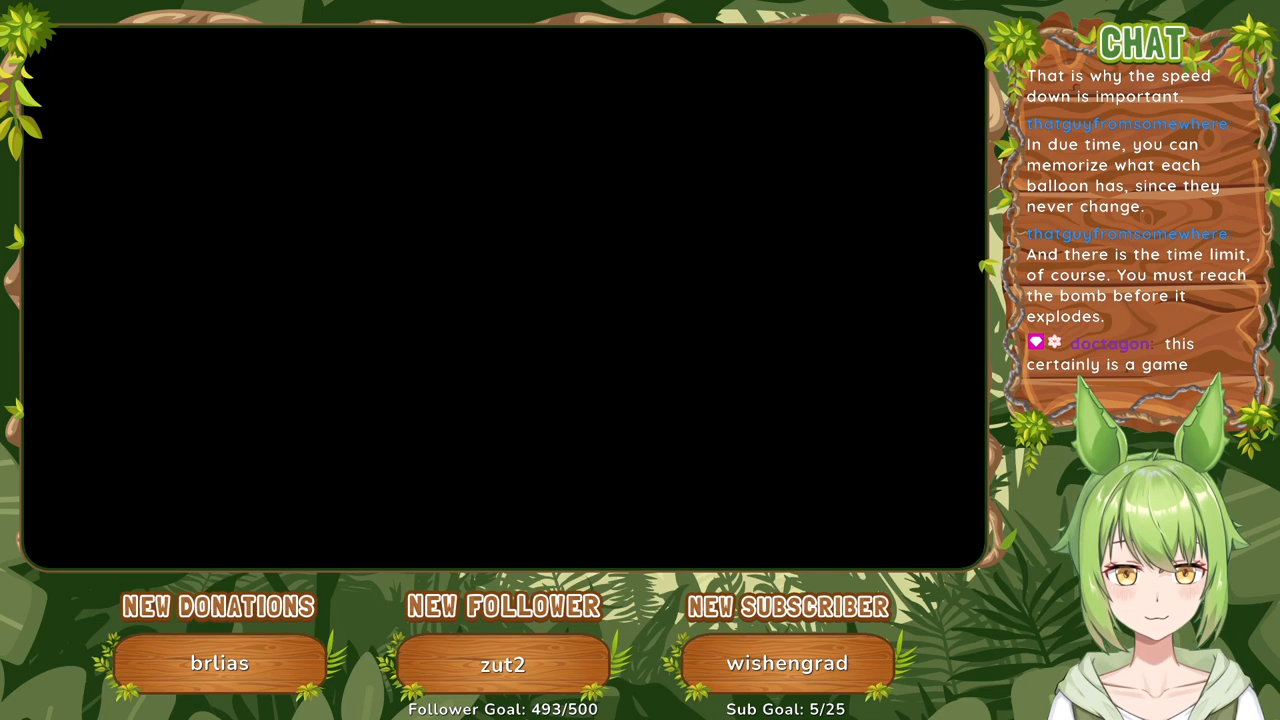 CHAT
That is why the speed
down is important.
thatguyfromsomewhere
In due time, you can
memorize what each
balloon has, since they
never change.
thatguyfromsomewhere
And there is the time limit,
of course. You must reach
the bomb before it
explodes.
doctagon: this
certainly is a game
NEW DONATIONS
NEW FOLLOWER
NEW SUBSCRIBER
brlias
zut2
wishengrad
Follower Goal: 493/500
Sub Goal: 5/25